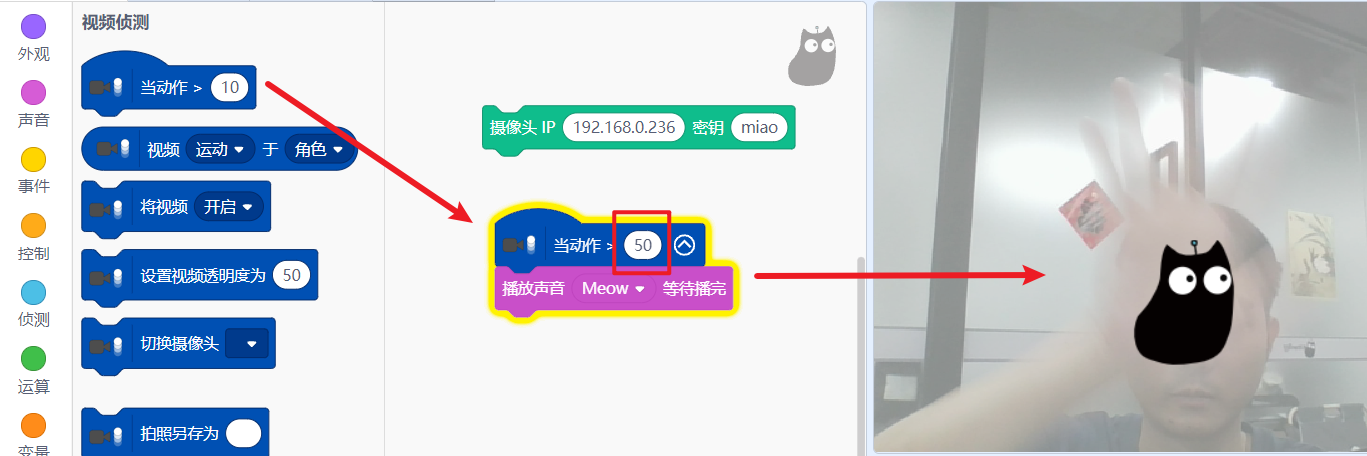 视频侦测
外观
声音
事件
控制
侦测
运算
变量
当动作 > 10
视频 运动 于 角色
将视频 开启
设置视频透明度为 50
切换摄像头
拍照另存为
摄像头 IP 192.168.0.236 密钥 miao
当动作 > 50
播放声音 Meow 等待播完